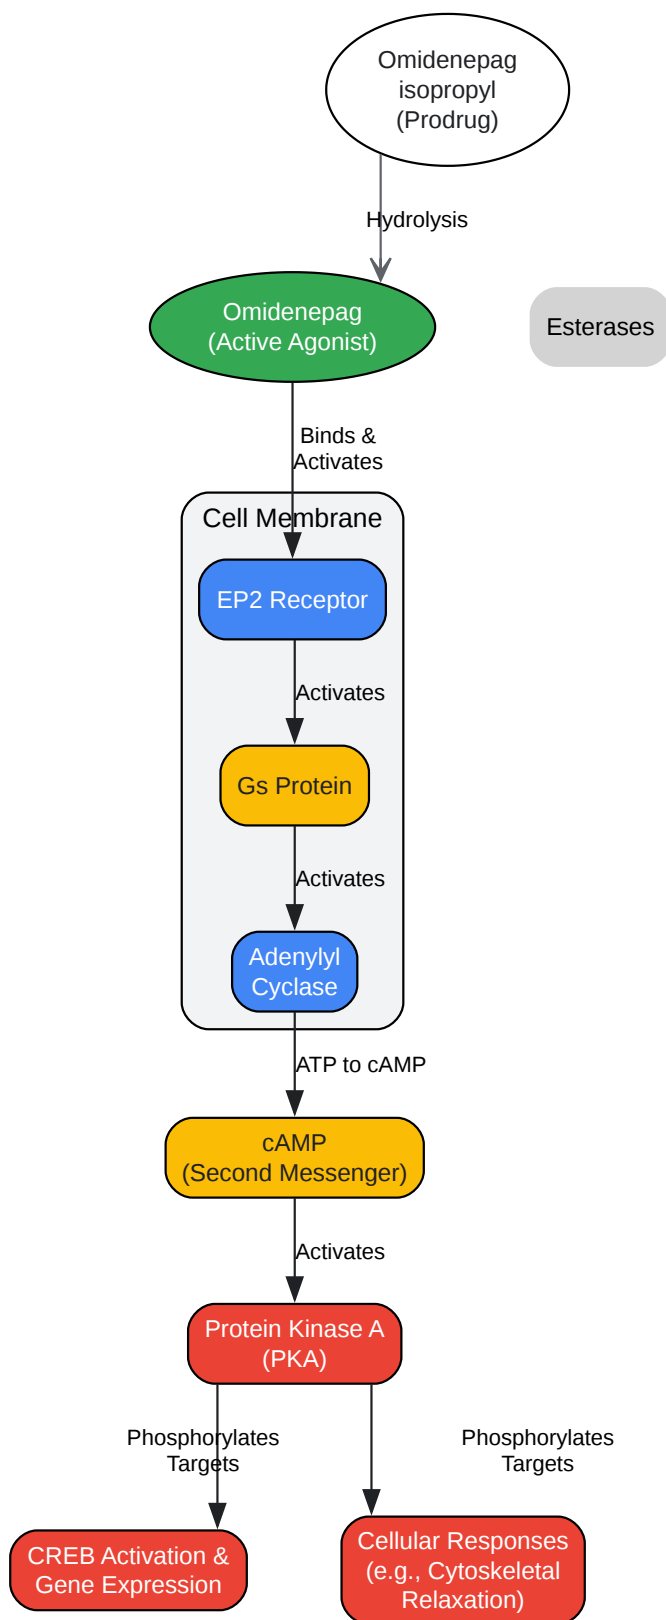 Omidenepag
isopropyl
(Prodrug)
Hydrolysis
Omidenepag
(Active Agonist)
Esterases
Binds &
Activates
Cell Membrane
EP2 Receptor
Activates
Gs Protein
Activates
Adenylyl
Cyclase
ATP to cAMP
cAMP
(Second Messenger)
Activates
Protein Kinase A
(PKA)
Phosphorylates
Targets
Phosphorylates
Targets
CREB Activation &
Gene Expression
Cellular Responses
(e.g., Cytoskeletal
Relaxation)